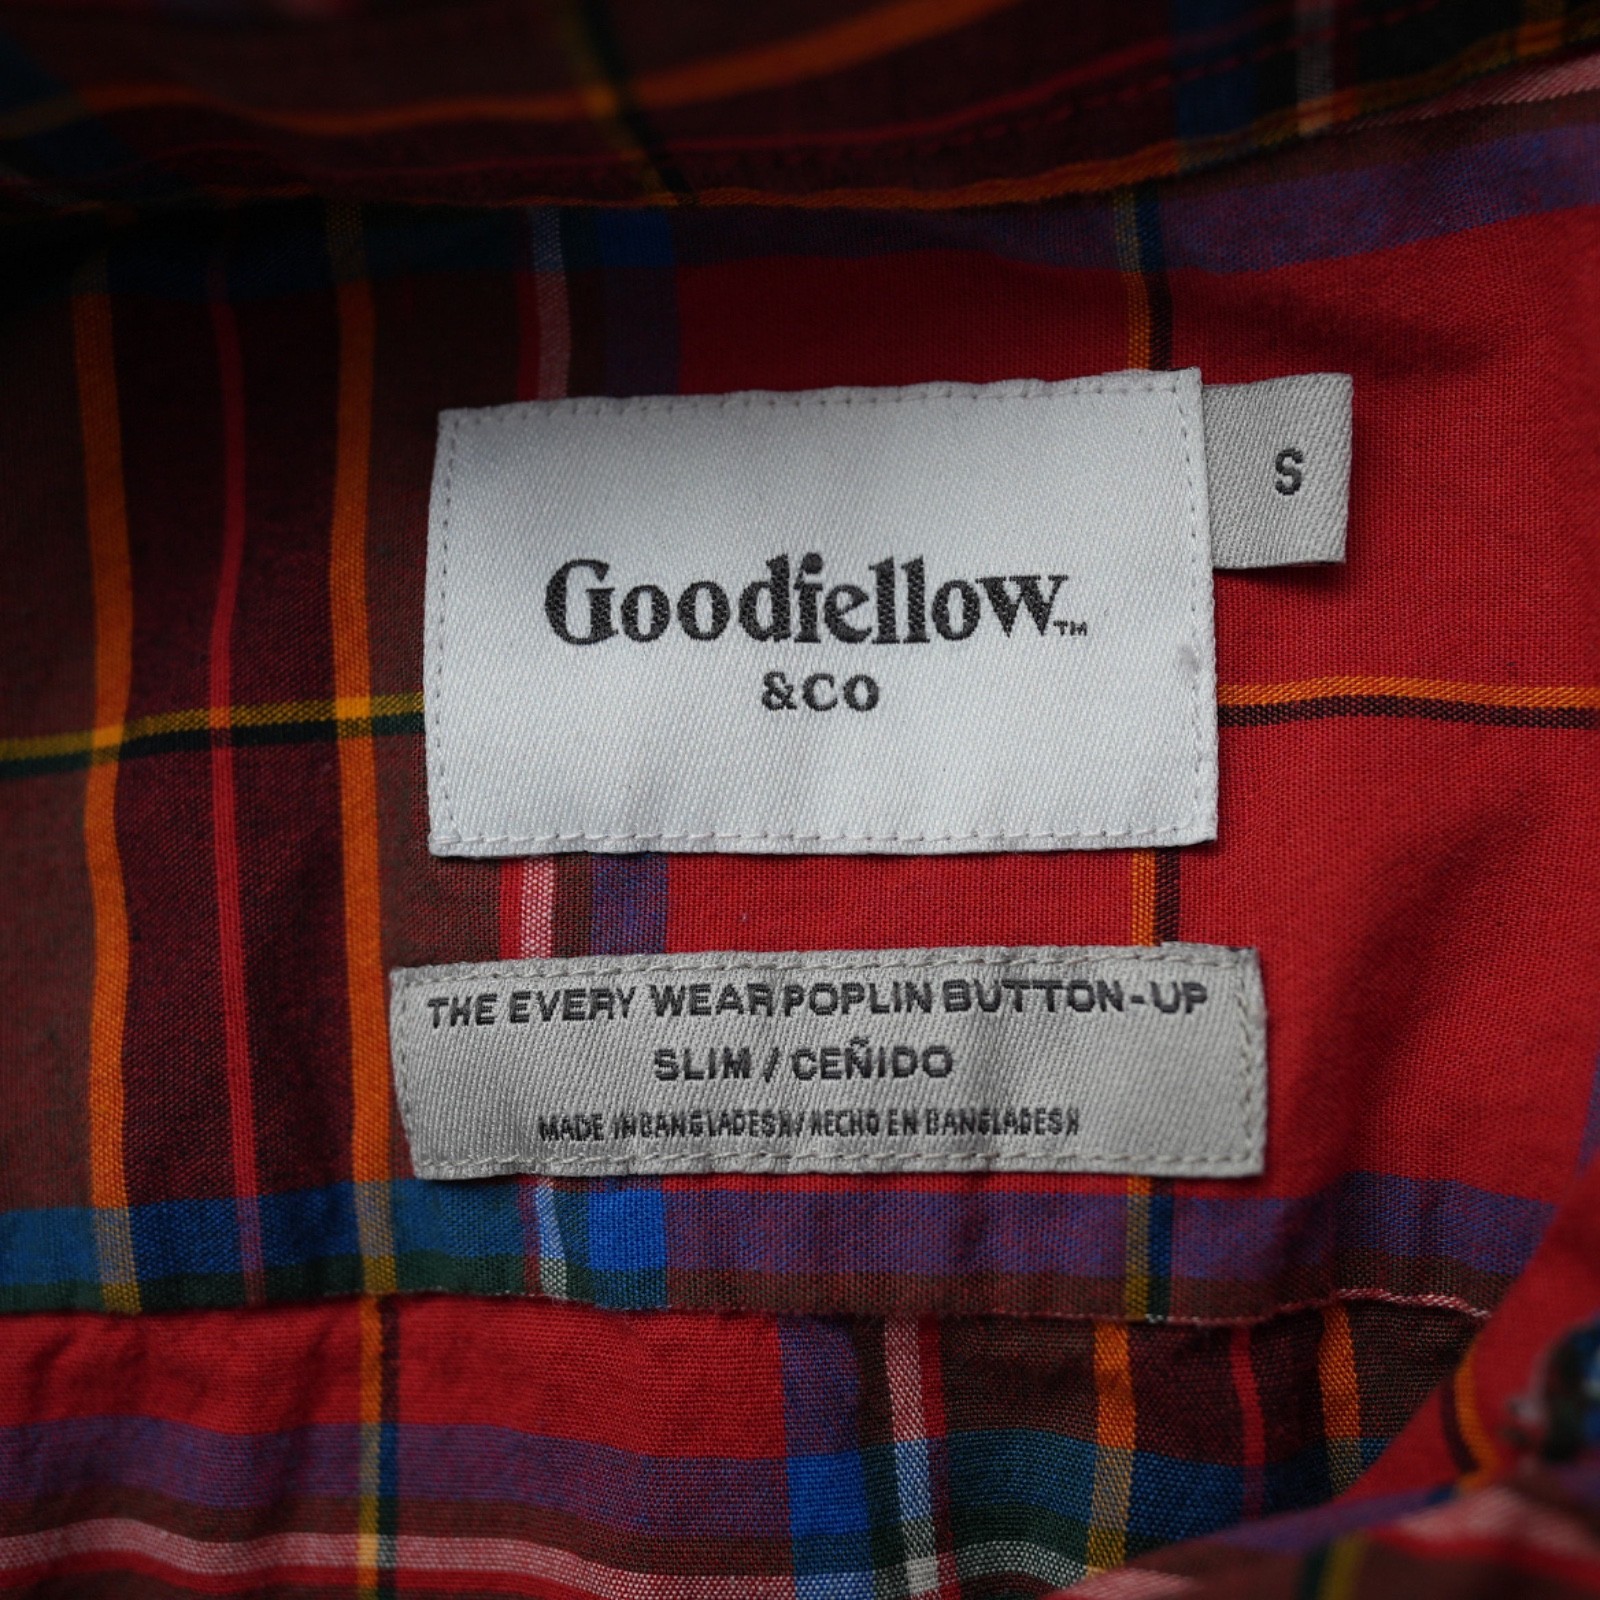 Goodfellow™
&CO
S
THE EVERY WEAR POPLIN BUTTON-UP
SLIM / CEÑIDO
MADE IN BANGLADESH / HECHO EN BANGLADESH